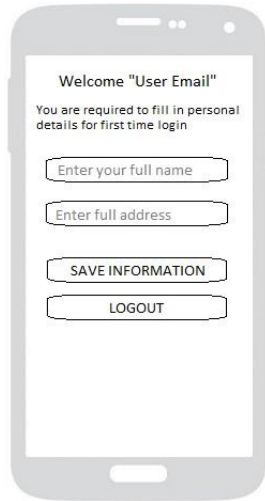 Welcome "User Email"
You are required to fill in personal
details for first time login
Enter your full name
Enter full address
SAVE INFORMATION
LOGOUT